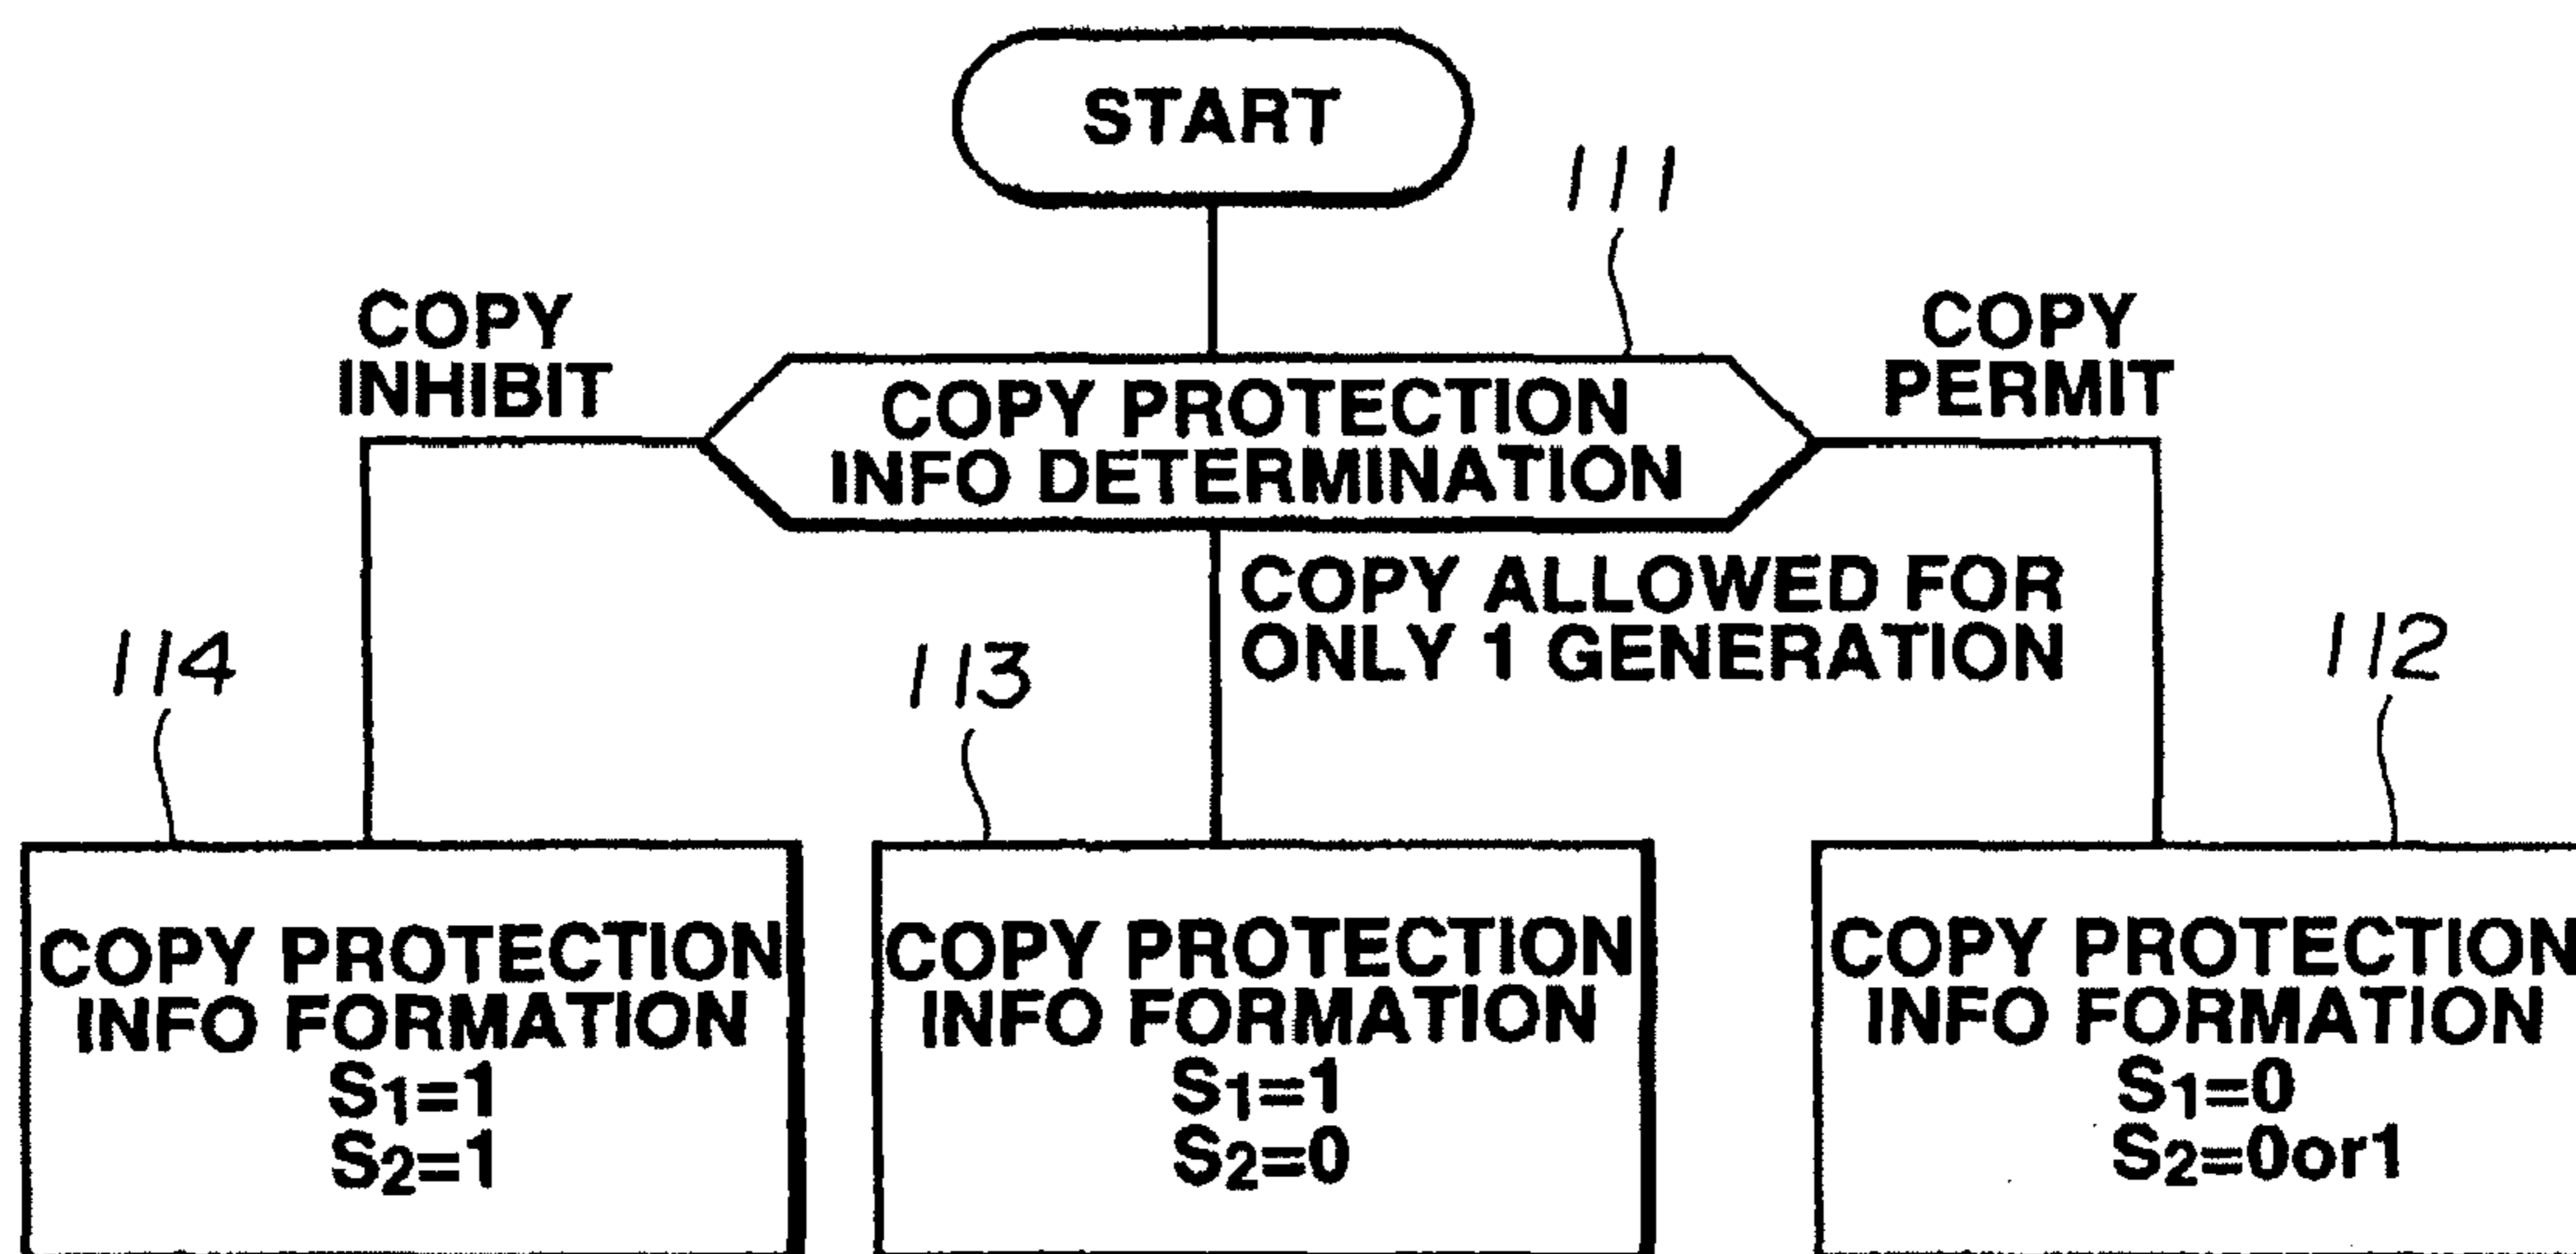 START
111
COPY
INHIBIT
COPY PROTECTION
INFO DETERMINATION
COPY
PERMIT
COPY ALLOWED FOR
ONLY 1 GENERATION
114
113
112
COPY PROTECTION
INFO FORMATION
S1=1
S2=1
COPY PROTECTION
INFO FORMATION
S1=1
S2=0
COPY PROTECTION
INFO FORMATION
S1=0
S2=0or1